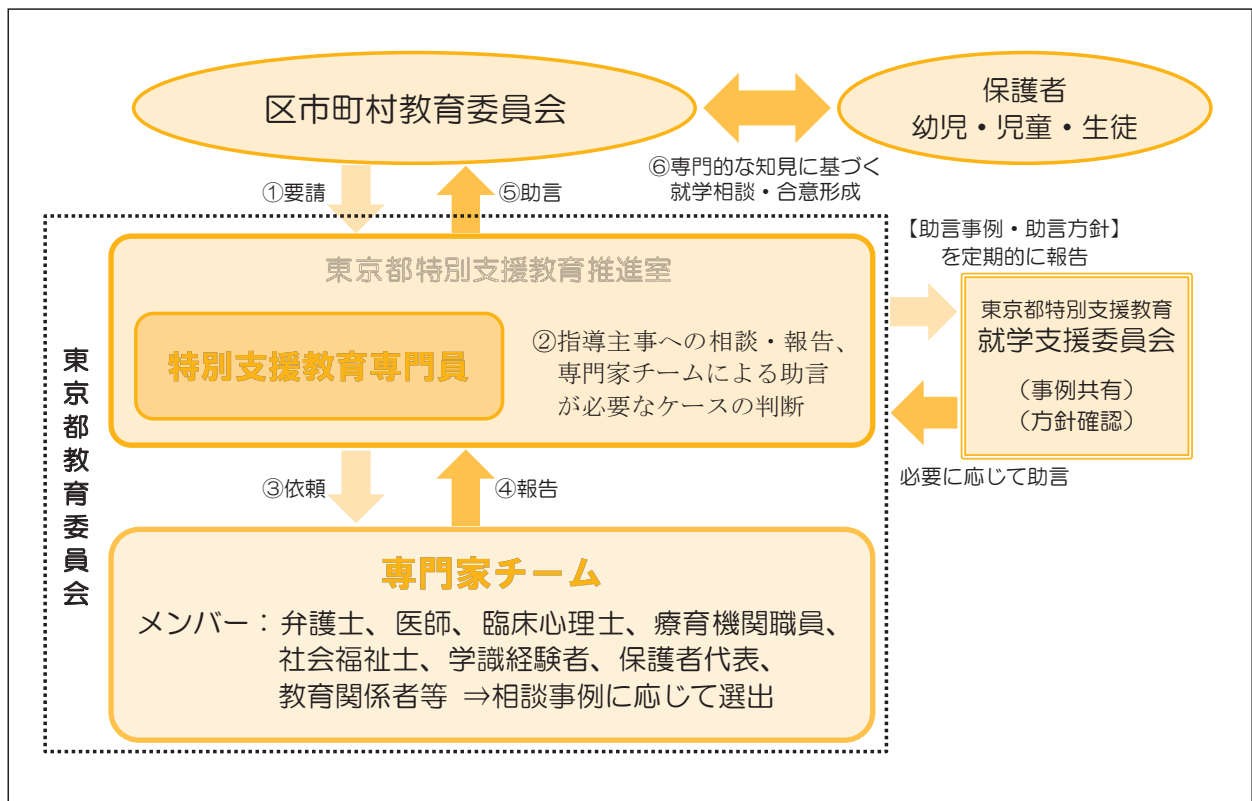 区市町村教育委員会
保護者
幼児・児童・生徒
①要請
⑤助言
⑥専門的な知見に基づく
就学相談・合意形成
東京都教育委員会
東京都特別支援教育推進室
特別支援教育専門員
②指導主事への相談・報告、
専門家チームによる助言
が必要なケースの判断
【助言事例・助言方針】
を定期的に報告
東京都特別支援教育
就学支援委員会
（事例共有）
（方針確認）
必要に応じて助言
③依頼
④報告
専門家チーム
メンバー：弁護士、医師、臨床心理士、療育機関職員、
社会福祉士、学識経験者、保護者代表、
教育関係者等 ⇒相談事例に応じて選出